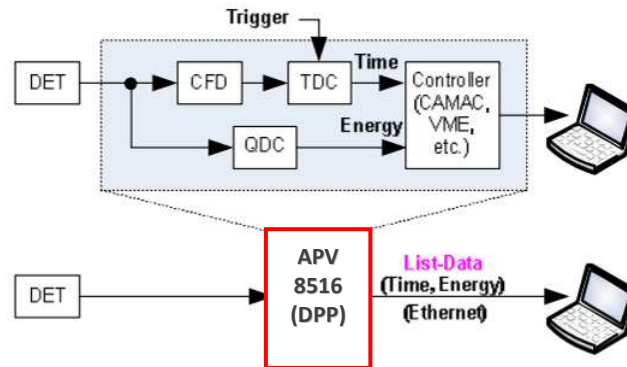 Trigger
DET
CFD
TDC
Time
Controller
(CAMAC,
VME,
etc.)
QDC
Energy
DET
APV
8516
(DPP)
List-Data
(Time, Energy)
(Ethernet)